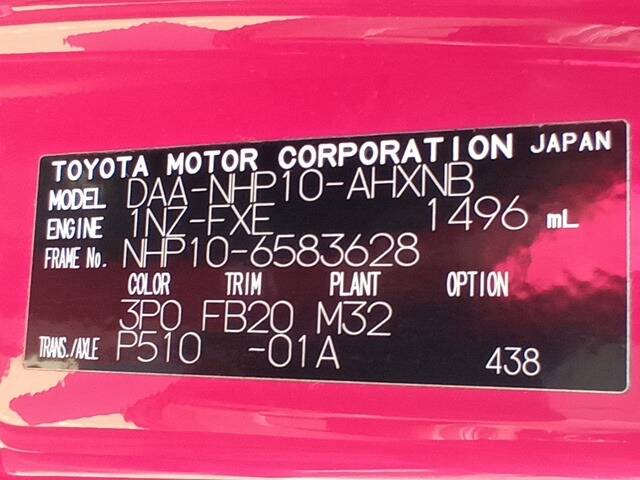 TOYOTA MOTOR CORPORATION JAPAN
MODEL DAA-NHP10-AHXNB
ENGINE 1NZ-FXE 1496 mL
FRAME No. NHP10-6583628
COLOR TRIM PLANT OPTION
3P0 FB20 M32
TRANS./AXLE P510 -01A 438